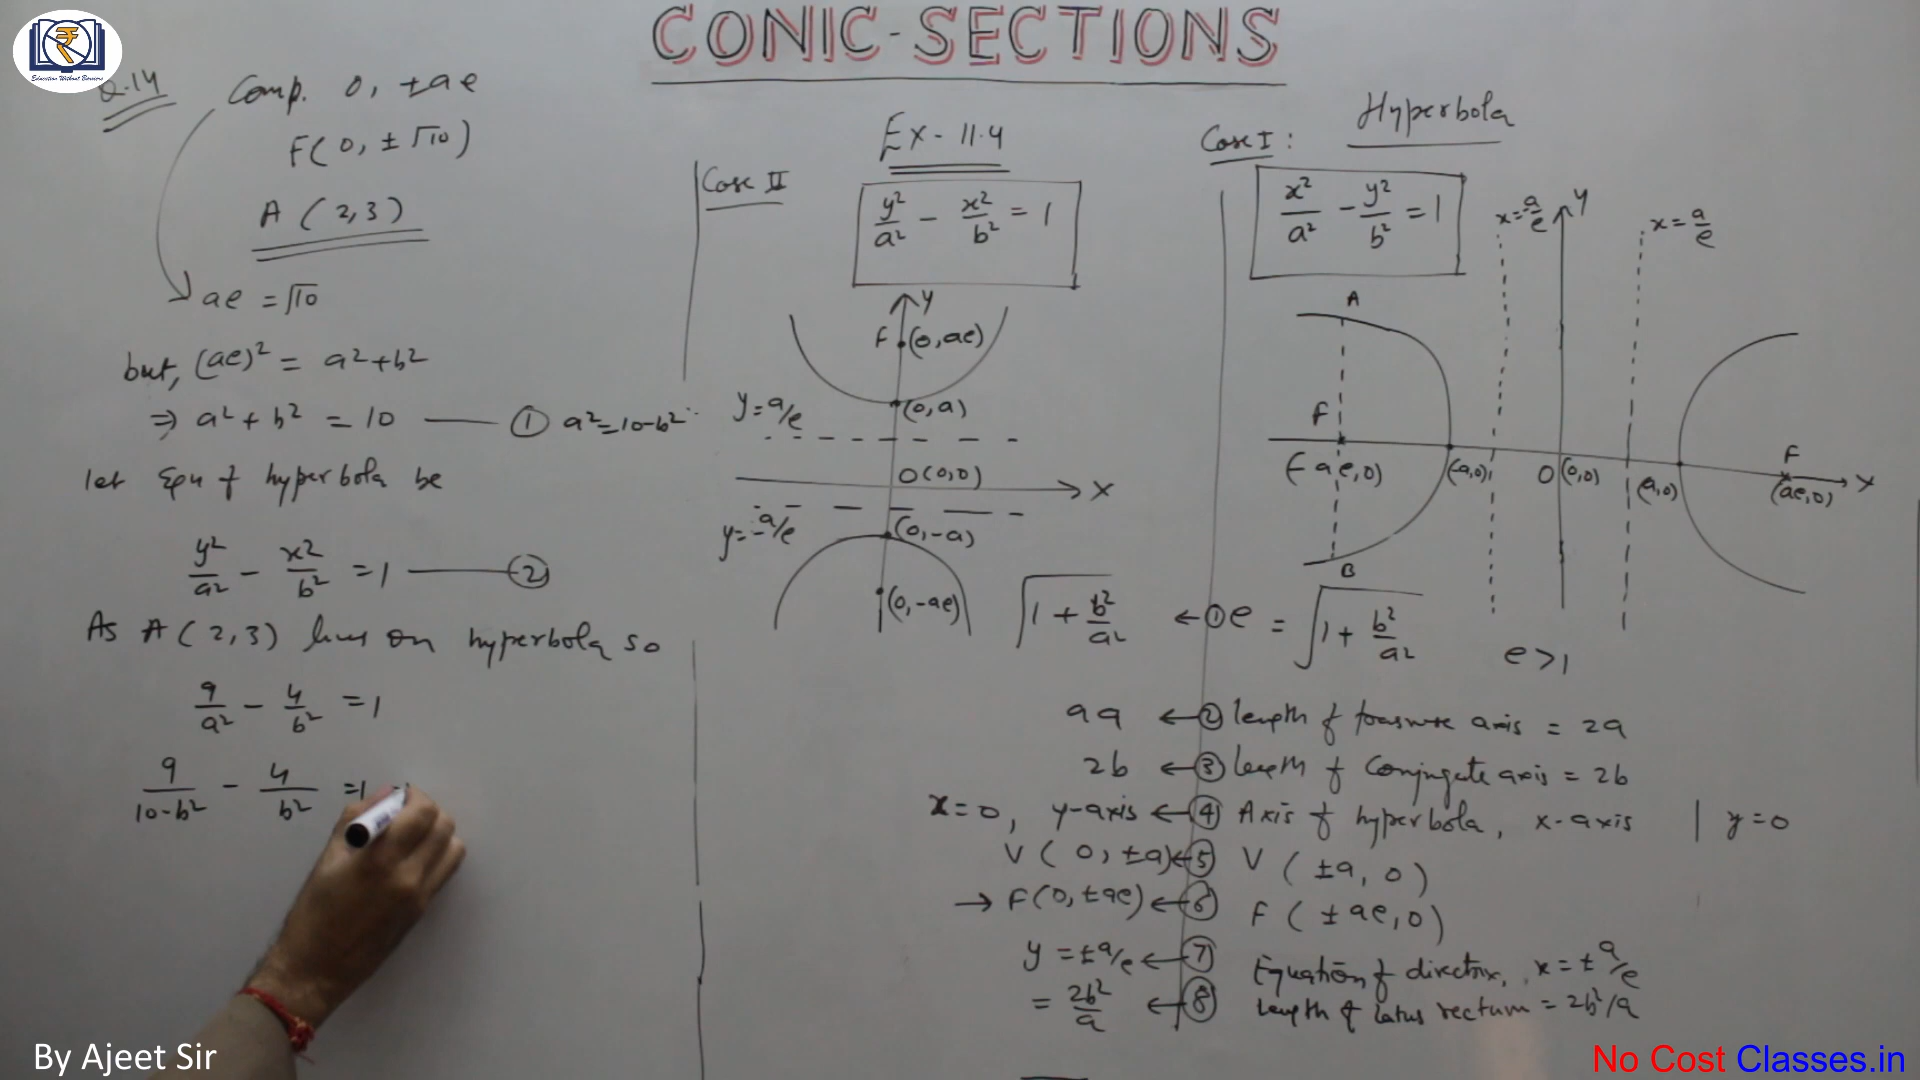 CONIC-SECTIONS
Education Without Barriers
Q.14
Comp. 0, ±ae
F(0, ±√10)
A (2,3)
ae = √10
but, (ae)² = a²+b²
⇒ a² + b² = 10 —— ① a²=10-b²
let Eqn of hyperbola be
y²/a² - x²/b² = 1 —— ②
As A(2,3) lies on hyperbola so
9/a² - 4/b² = 1
9/10-b² - 4/b² = 1
Ex-11.4
Case II
y²/a² - x²/b² = 1
Y
F (0,ae)
(0,a)
y=a/e
O(0,0)
X
y=-a/e
(0,-a)
(0,-ae)
Hyperbola
Case I :
x²/a² - y²/b² = 1
x=-a/e
Y
x=a/e
A
F
F
(-ae,0)
(-a,0)
O
(0,0)
(a,0)
(ae,0)
X
B
√1 + b²/a² ← ① e = √1 + b²/a²
e > 1
aa ← ② length of transverse axis = 2a
2b ← ③ length of Conjugate axis = 2b
x=0, y-axis ← ④ Axis of hyperbola, x-axis | y=0
V (0, ±a) ← ⑤ V (±a, 0)
→ F(0, ±ae) ← ⑥ F (±ae, 0)
y = ±a/e ← ⑦ Equation of directrix, x = ±a/e
= 2b²/a ← ⑧ length of latus rectum = 2b²/a
By Ajeet Sir
No Cost Classes.in